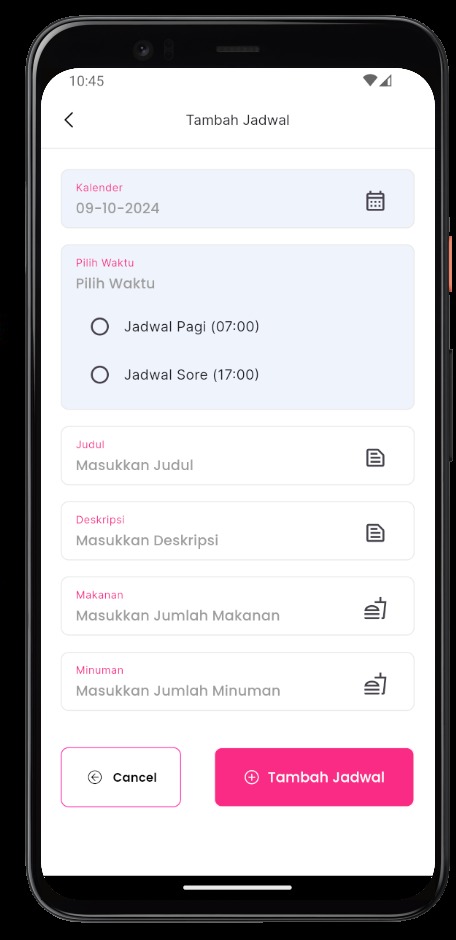 10:45
Tambah Jadwal
Kalender
09-10-2024
Pilih Waktu
Pilih Waktu
Jadwal Pagi (07:00)
Jadwal Sore (17:00)
Judul
Masukkan Judul
Deskripsi
Masukkan Deskripsi
Makanan
Masukkan Jumlah Makanan
Minuman
Masukkan Jumlah Minuman
Cancel
Tambah Jadwal